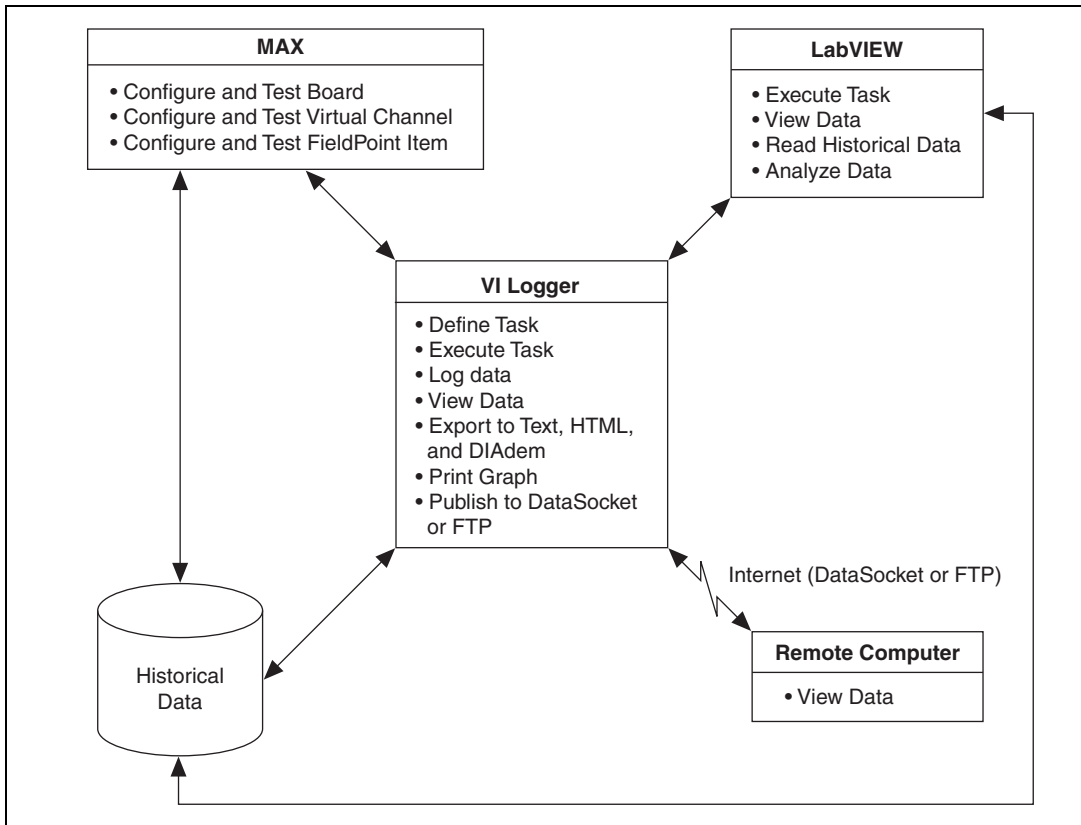 MAX
• Configure and Test Board
• Configure and Test Virtual Channel
• Configure and Test FieldPoint Item
LabVIEW
• Execute Task
• View Data
• Read Historical Data
• Analyze Data
VI Logger
• Define Task
• Execute Task
• Log data
• View Data
• Export to Text, HTML,
and DIAdem
• Print Graph
• Publish to DataSocket
or FTP
Internet (DataSocket or FTP)
Historical
Data
Remote Computer
• View Data